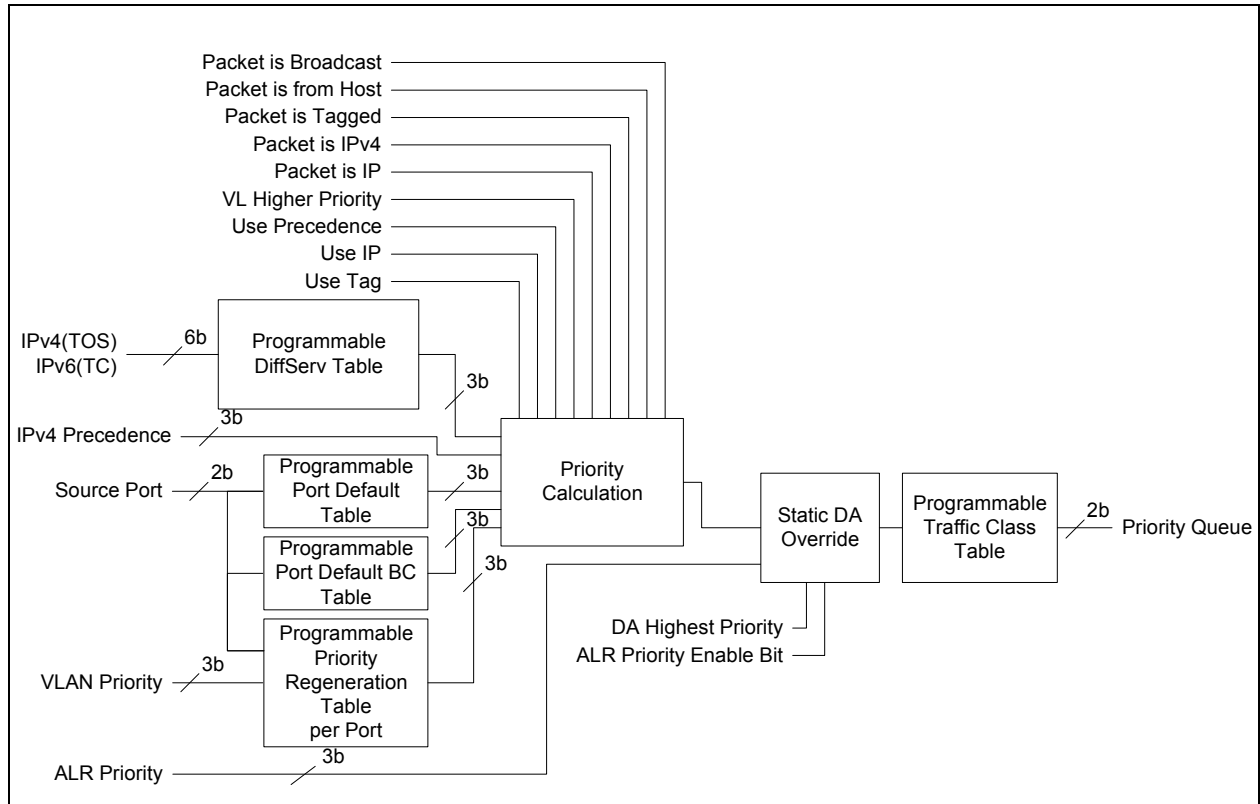 Packet is Broadcast
Packet is from Host
Packet is Tagged
Packet is IPv4
Packet is IP
VL Higher Priority
Use Precedence
Use IP
Use Tag
IPv4(TOS)
IPv6(TC)
6b
Programmable
DiffServ Table
3b
IPv4 Precedence
3b
Source Port
2b
Programmable
Port Default
Table
3b
Programmable
Port Default BC
Table
3b
VLAN Priority
3b
Programmable
Priority
Regeneration
Table
per Port
3b
ALR Priority
3b
Priority
Calculation
Static DA
Override
DA Highest Priority
ALR Priority Enable Bit
Programmable
Traffic Class
Table
2b
Priority Queue